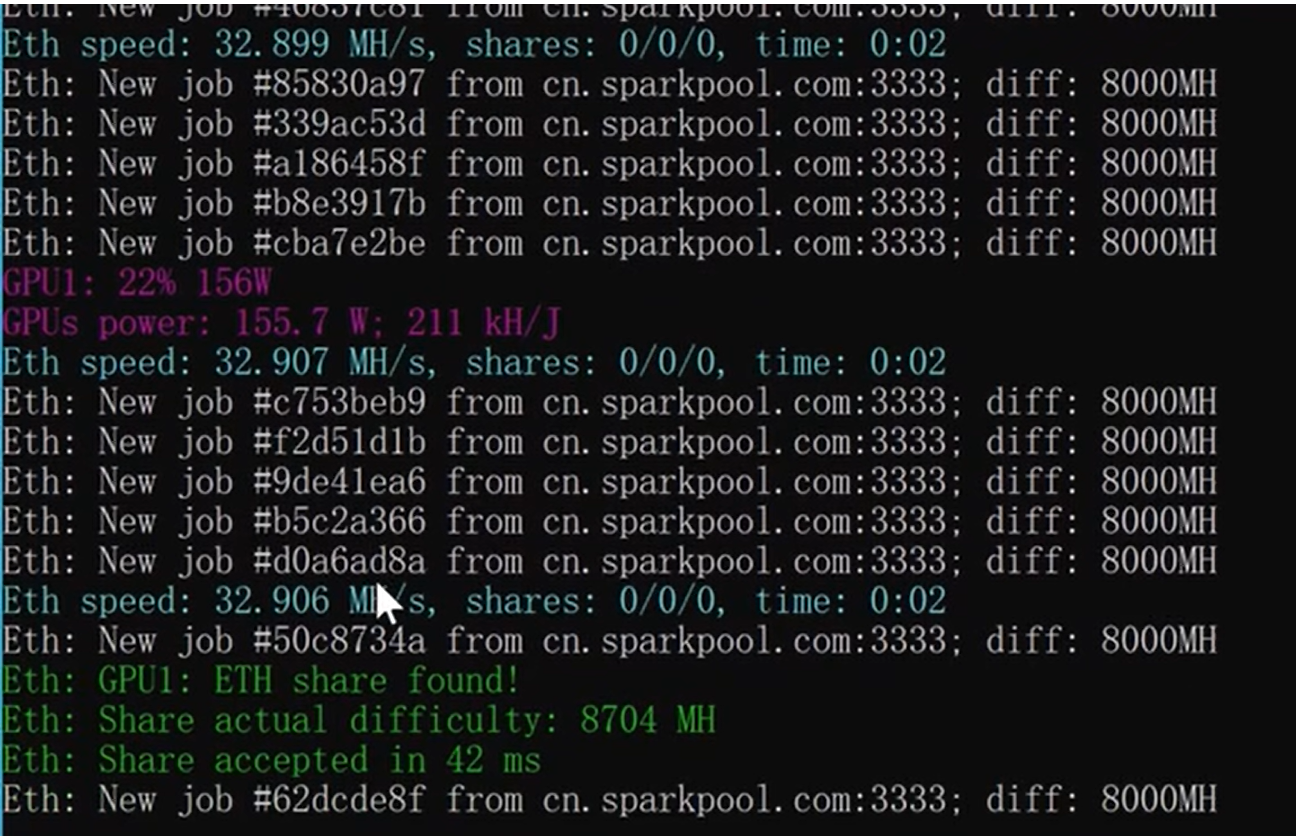 Eth: New job #46857c8f from cn.sparkpool.com:3333; diff: 8000MH
Eth speed: 32.899 MH/s, shares: 0/0/0, time: 0:02
Eth: New job #85830a97 from cn.sparkpool.com:3333; diff: 8000MH
Eth: New job #339ac53d from cn.sparkpool.com:3333; diff: 8000MH
Eth: New job #a186458f from cn.sparkpool.com:3333; diff: 8000MH
Eth: New job #b8e3917b from cn.sparkpool.com:3333; diff: 8000MH
Eth: New job #cba7e2be from cn.sparkpool.com:3333; diff: 8000MH
GPU1: 22% 156W
GPUs power: 155.7 W; 211 kH/J
Eth speed: 32.907 MH/s, shares: 0/0/0, time: 0:02
Eth: New job #c753beb9 from cn.sparkpool.com:3333; diff: 8000MH
Eth: New job #f2d51d1b from cn.sparkpool.com:3333; diff: 8000MH
Eth: New job #9de41ea6 from cn.sparkpool.com:3333; diff: 8000MH
Eth: New job #b5c2a366 from cn.sparkpool.com:3333; diff: 8000MH
Eth: New job #d0a6ad8a from cn.sparkpool.com:3333; diff: 8000MH
Eth speed: 32.906 MH/s, shares: 0/0/0, time: 0:02
Eth: New job #50c8734a from cn.sparkpool.com:3333; diff: 8000MH
Eth: GPU1: ETH share found!
Eth: Share actual difficulty: 8704 MH
Eth: Share accepted in 42 ms
Eth: New job #62dcde8f from cn.sparkpool.com:3333; diff: 8000MH